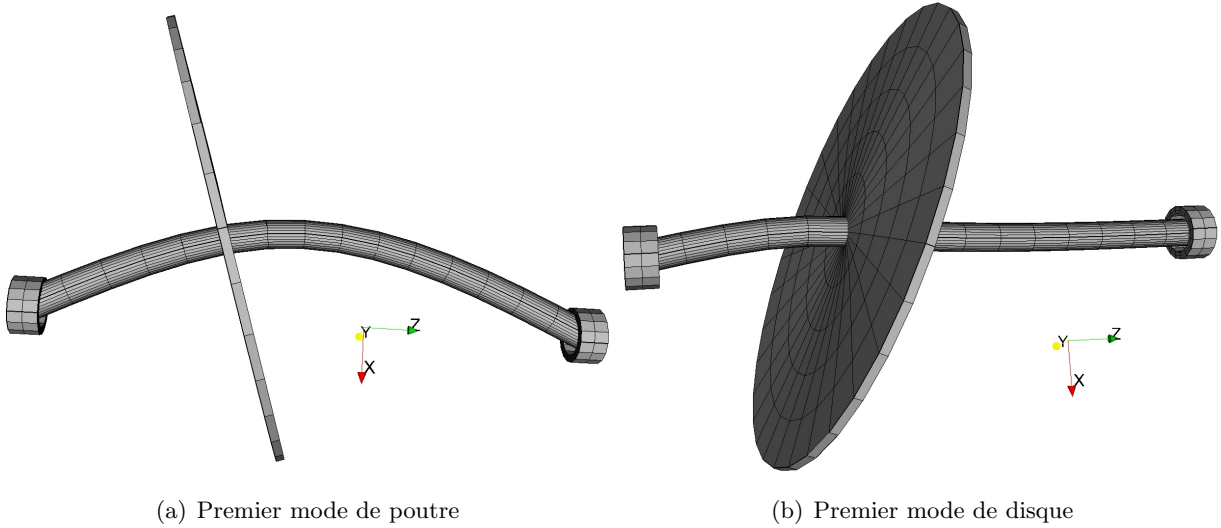 Y Z
X
Y Z
X
(a) Premier mode de poutre
(b) Premier mode de disque